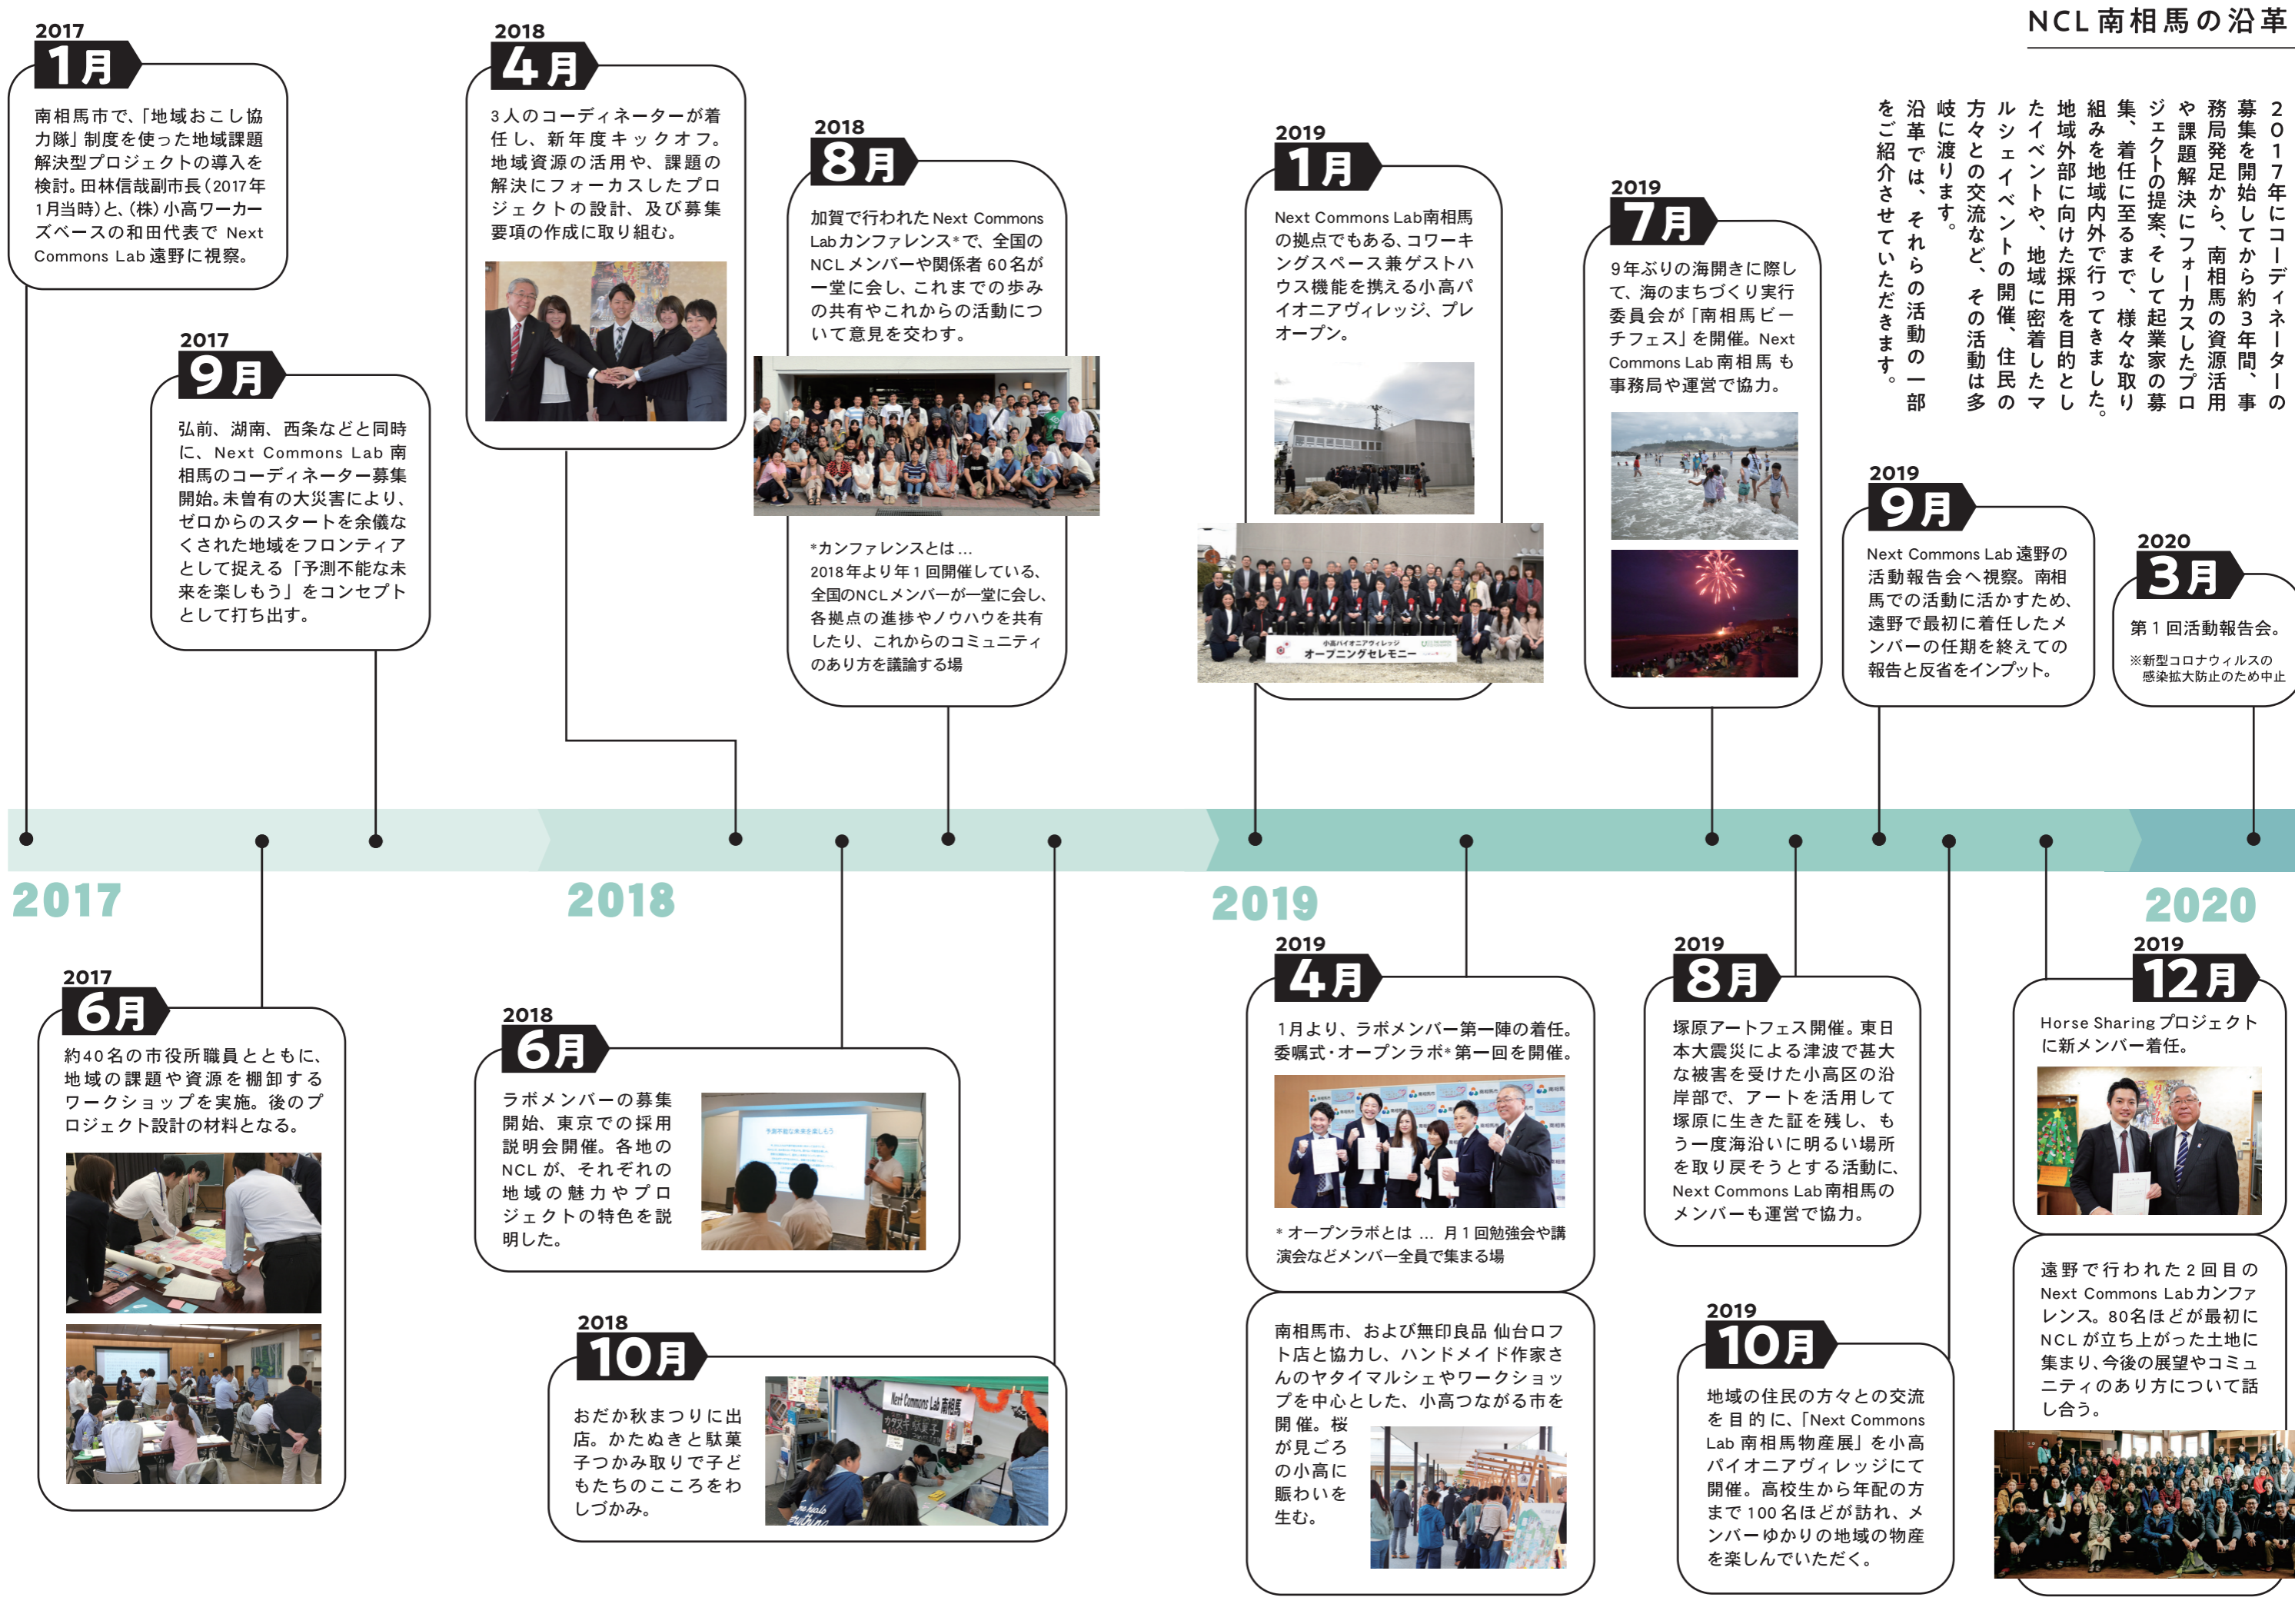 NCL南相馬の沿革
2017年にコーディネーターの
募集を開始してから約3年間、事
務局発足から、南相馬の資源活用
や課題解決にフォーカスしたプロ
ジェクトの提案、そして起業家の募
集、着任に至るまで、様々な取り
組みを地域内外で行ってきました。
地域外部に向けた採用を目的とし
たイベントや、地域に密着したマ
ルシェイベントの開催、住民の
方々との交流など、その活動は多
岐に渡ります。
沿革では、それらの活動の一部
をご紹介させていただきます。
2017
1月
南相馬市で、「地域おこし協
力隊」制度を使った地域課題
解決型プロジェクトの導入を
検討。田林信哉副市長(2017年
1月当時)と、(株)小高ワーカー
ズベースの和田代表で Next
Commons Lab 遠野に視察。
2017
9月
弘前、湖南、西条などと同時
に、Next Commons Lab 南
相馬のコーディネーター募集
開始。未曽有の大災害により、
ゼロからのスタートを余儀な
くされた地域をフロンティア
として捉える「予測不能な未
来を楽しもう」をコンセプト
として打ち出す。
2018
4月
3人のコーディネーターが着
任し、新年度キックオフ。
地域資源の活用や、課題の
解決にフォーカスしたプロ
ジェクトの設計、及び募集
要項の作成に取り組む。
2018
8月
加賀で行われた Next Commons
Labカンファレンス*で、全国の
NCLメンバーや関係者 60名が
一堂に会し、これまでの歩み
の共有やこれからの活動につ
いて意見を交わす。
*カンファレンスとは…
2018年より年1回開催している、
全国のNCLメンバーが一堂に会し、
各拠点の進捗やノウハウを共有
したり、これからのコミュニティ
のあり方を議論する場
2019
1月
Next Commons Lab南相馬
の拠点でもある、コワーキ
ングスペース兼ゲストハ
ウス機能を携える小高パ
イオニアヴィレッジ、プレ
オープン。
小高パイオニアヴィレッジ
オープニングセレモニー
2019
7月
9年ぶりの海開きに際し
て、海のまちづくり実行
委員会が「南相馬ビー
チフェス」を開催。Next
Commons Lab 南相馬 も
事務局や運営で協力。
2019
9月
Next Commons Lab 遠野の
活動報告会へ視察。南相
馬での活動に活かすため、
遠野で最初に着任したメ
ンバーの任期を終えての
報告と反省をインプット。
2020
3月
第1回活動報告会。
※新型コロナウィルスの
感染拡大防止のため中止
2017
2018
2019
2020
2017
6月
約40名の市役所職員とともに、
地域の課題や資源を棚卸する
ワークショップを実施。後のプ
ロジェクト設計の材料となる。
2018
6月
ラボメンバーの募集
開始、東京での採用
説明会開催。各地の
NCL が、それぞれの
地域の魅力やプロ
ジェクトの特色を説
明した。
予測不能な未来を楽しもう
2018
10月
おだか秋まつりに出
店。かたぬきと駄菓
子つかみ取りで子ど
もたちのこころをわ
しづかみ。
Next Commons Lab 南相馬
2019
4月
1月より、ラボメンバー第一陣の着任。
委嘱式・オープンラボ*第一回を開催。
* オープンラボとは … 月1回勉強会や講
演会などメンバー全員で集まる場
南相馬市、および無印良品 仙台ロフ
ト店と協力し、ハンドメイド作家さ
んのヤタイマルシェやワークショッ
プを中心とした、小高つながる市を
開催。桜
が見ごろ
の小高に
賑わいを
生む。
2019
8月
塚原アートフェス開催。東日
本大震災による津波で甚大
な被害を受けた小高区の沿
岸部で、アートを活用して
塚原に生きた証を残し、も
う一度海沿いに明るい場所
を取り戻そうとする活動に、
Next Commons Lab南相馬の
メンバーも運営で協力。
2019
10月
地域の住民の方々との交流
を目的に、「Next Commons
Lab 南相馬物産展」を小高
パイオニアヴィレッジにて
開催。高校生から年配の方
まで100名ほどが訪れ、メ
ンバーゆかりの地域の物産
を楽しんでいただく。
2019
12月
Horse Sharingプロジェクト
に新メンバー着任。
遠野で行われた2回目の
Next Commons Labカンファ
レンス。80名ほどが最初に
NCL が立ち上がった土地に
集まり、今後の展望やコミュ
ニティのあり方について話
し合う。